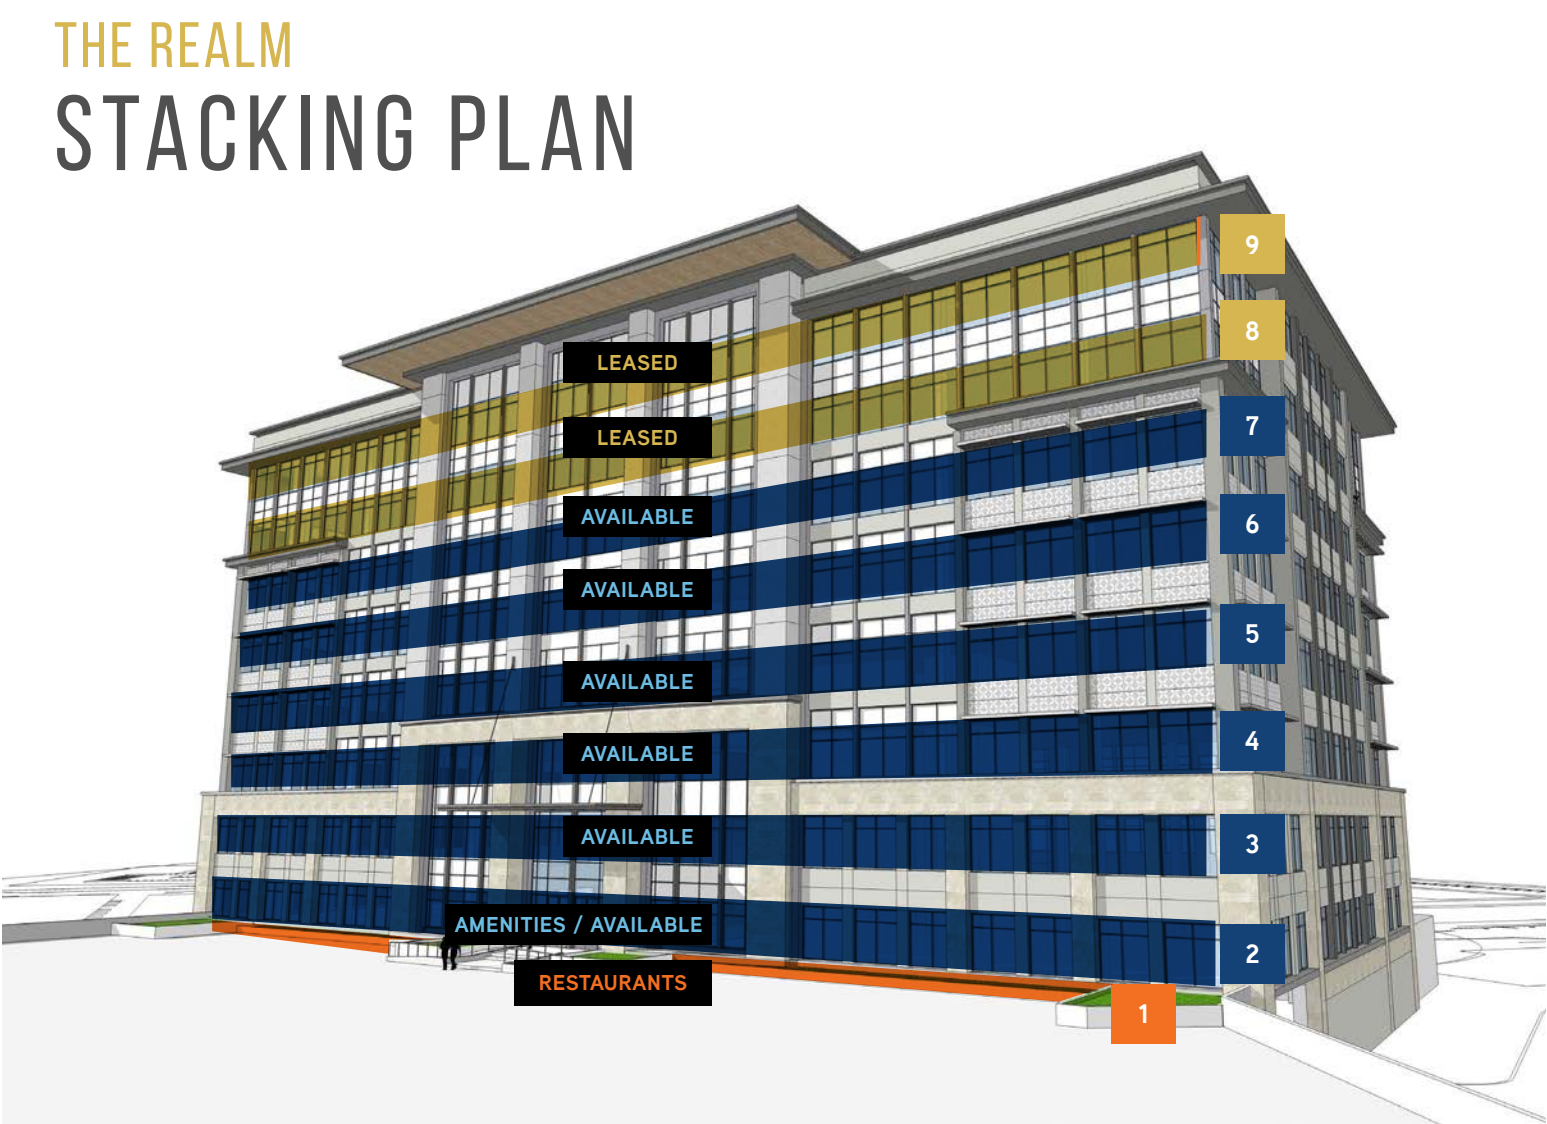 THE REALM
STACKING PLAN
9
LEASED
8
LEASED
7
AVAILABLE
6
AVAILABLE
5
AVAILABLE
4
AVAILABLE
3
AVAILABLE
2
AMENITIES / AVAILABLE
1
RESTAURANTS